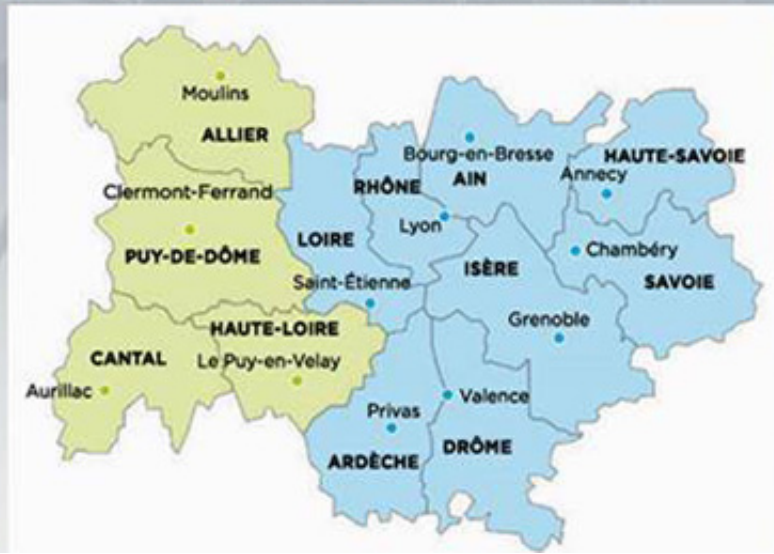 Moulins
ALLIER
Bourg-en-Bresse
HAUTE-SAVOIE
RHÔNE
AIN
Annecy
Clermont-Ferrand
Lyon
LOIRE
PUY-DE-DÔME
Chambéry
ISÈRE
SAVOIE
Saint-Étienne
Grenoble
HAUTE-LOIRE
CANTAL
Le Puy-en-Velay
Aurillac
Valence
Privas
DRÔME
ARDÈCHE